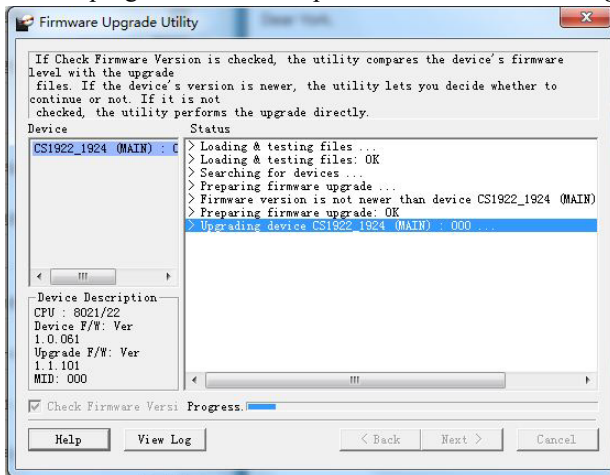 Firmware Upgrade Utility
If Check Firmware Version is checked, the utility compares the device's firmware
level with the upgrade
files. If the device's version is newer, the utility lets you decide whether to
continue or not. If it is not
checked, the utility performs the upgrade directly.
Device
Status
CS1922_1924 (MAIN) : C
> Loading & testing files ...
> Loading & testing files: OK
> Searching for devices ...
> Preparing firmware upgrade ...
> Firmware version is not newer than device CS1922_1924 (MAIN)
> Preparing firmware upgrade: OK
> Upgrading device CS1922_1924 (MAIN) : 000 ...
Device Description
CPU : 8021/22
Device F/W: Ver
1.0.061
Upgrade F/W: Ver
1.1.101
MID: 000
Check Firmware Versi
Progress.
Help
View Log
< Back
Next >
Cancel